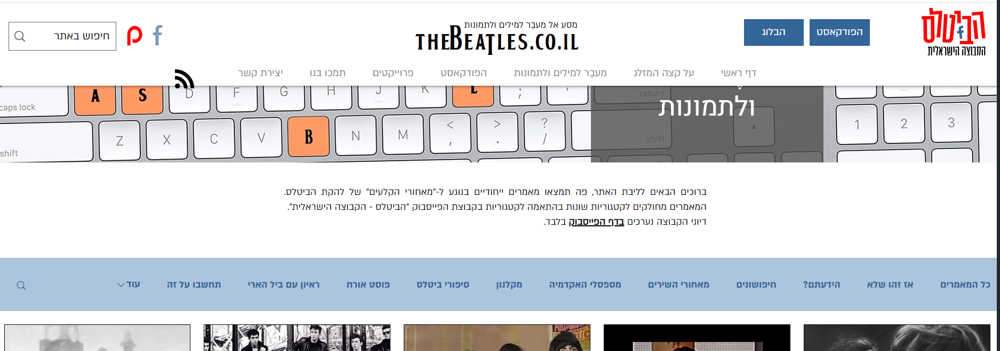 הביטלס
הקבוצה הישראלית
הפודקאסט
הבלוג
מסע אל מעבֶר למילים ולתמונות
THEBEATLES.CO.IL
חיפוש באתר
דף ראשי
על קצה המזלג
מעבֶר למילים ולתמונות
הפודקאסט
פרוייקטים
תִמכו בנו
יצירת קשר
ולתמונות
caps lock A S D F G H J K L ; ' return
shift Z X C V B N M < , > . ? / shift ▲ 1 2 3
ברוכים הבאים לליבת האתר, פה תמצאו מאמרים ייחודיים בנוגע ל-"מאחורי הקלעים" של להקת הביטלס.
המאמרים מחולקים לקטגוריות שונות בהתאמה לקטגוריות בקבוצת הפייסבוק "הביטלס - הקבוצה הישראלית".
דיוני הקבוצה נערכים בדף הפייסבוק בלבד.
כל המאמרים
אז זהו שלא
הידעתם?
חיפושונים
מאחורי השירים
מספסלי האקדמיה
מקלנון
סיפורי ביטלס
פוסט אורח
ראיון עם ביל הארי
תחשבו על זה
עוד